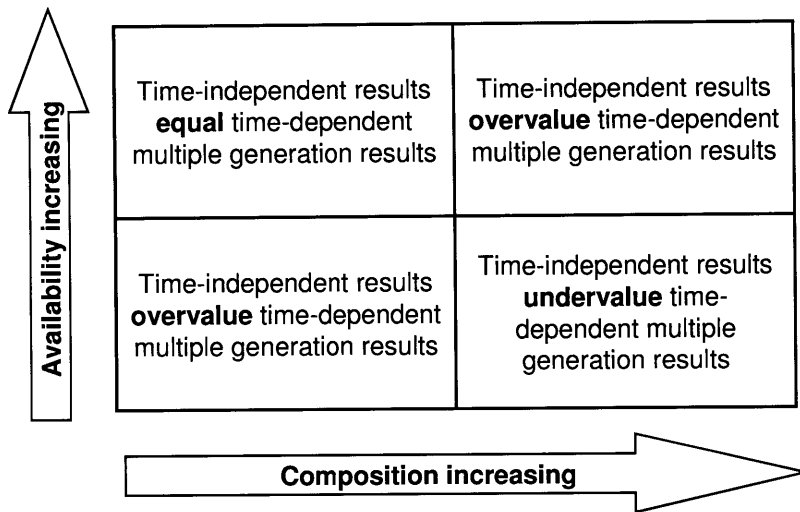 Availability increasing
Time-independent results
equal time-dependent
multiple generation results
Time-independent results
overvalue time-dependent
multiple generation results
Time-independent results
overvalue time-dependent
multiple generation results
Time-independent results
undervalue time-
dependent multiple
generation results
Composition increasing